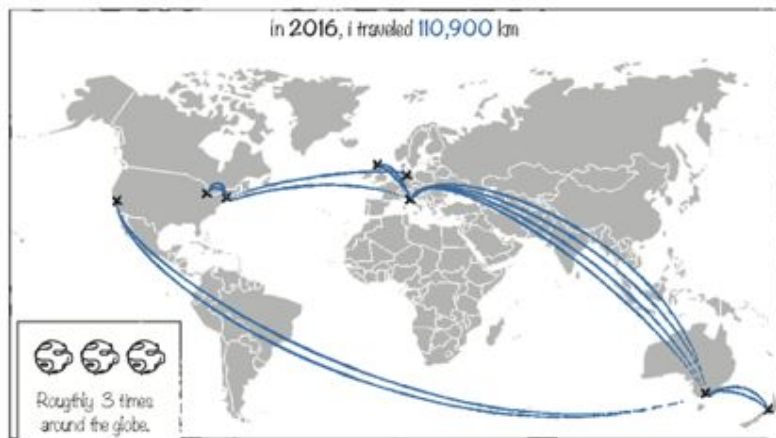 in 2016, i traveled 110,900 km
Roughly 3 times
around the globe.